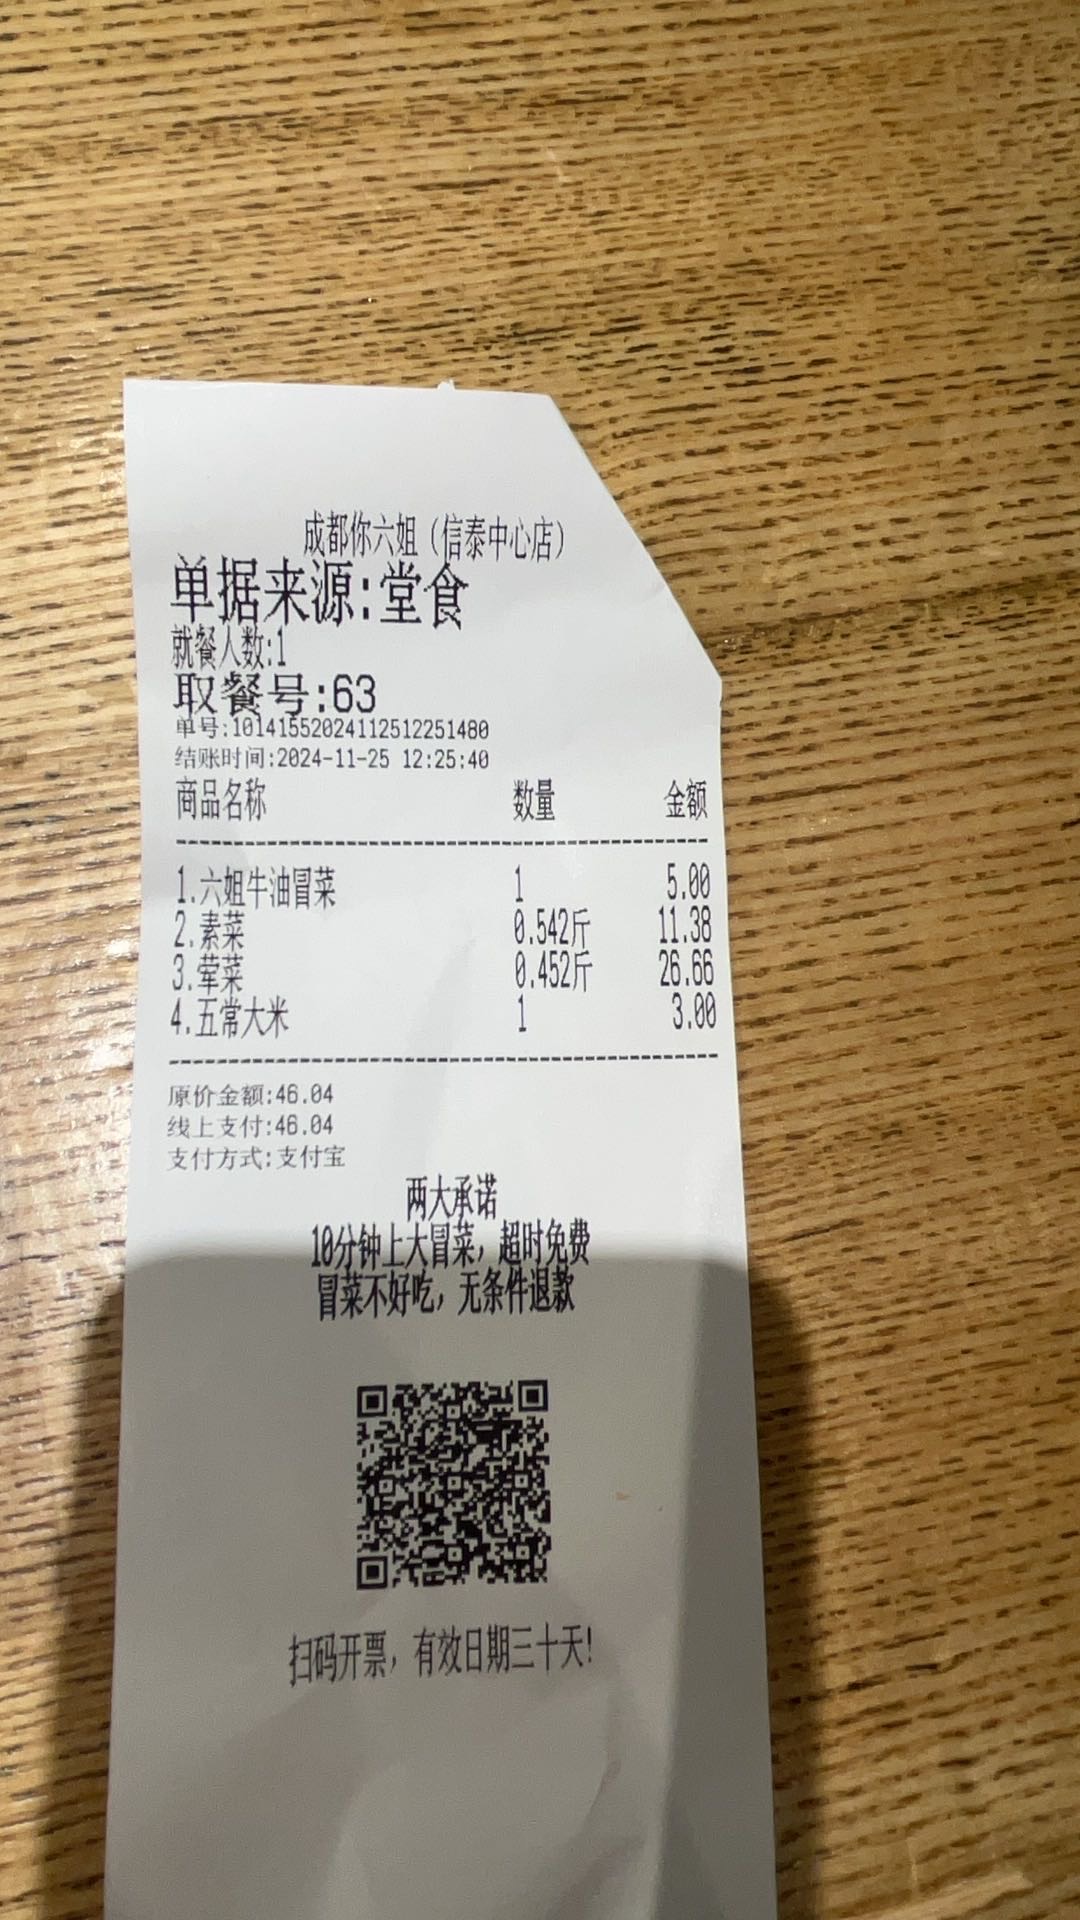 成都你六姐（信泰中心店）
单据来源:堂食
就餐人数:1
取餐号:63
单号:10141552024112512251480
结账时间:2024-11-25 12:25:40
商品名称 数量 金额
1.六姐牛油冒菜 1 5.00
2.素菜 0.542斤 11.38
3.荤菜 0.452斤 26.66
4.五常大米 1 3.00
原价金额:46.04
线上支付:46.04
支付方式:支付宝
两大承诺
10分钟上大冒菜，超时免费
冒菜不好吃，无条件退款
扫码开票，有效日期三十天!